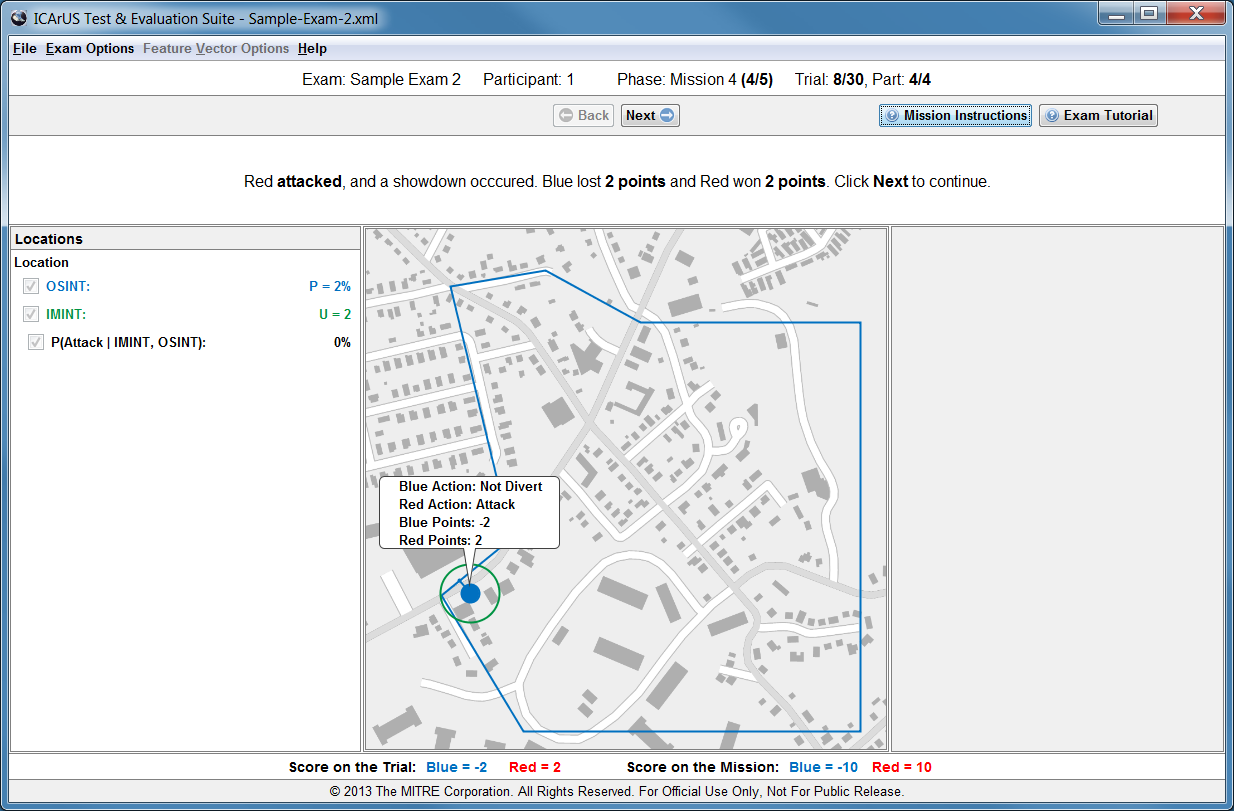 ICArUS Test & Evaluation Suite - Sample-Exam-2.xml
File Exam Options Feature Vector Options Help
Exam: Sample Exam 2 Participant: 1 Phase: Mission 4 (4/5) Trial: 8/30, Part: 4/4
Back Next Mission Instructions Exam Tutorial
Red attacked, and a showdown occcured. Blue lost 2 points and Red won 2 points. Click Next to continue.
Locations
Location
OSINT: P = 2%
IMINT: U = 2
P(Attack | IMINT, OSINT): 0%
Blue Action: Not Divert
Red Action: Attack
Blue Points: -2
Red Points: 2
Score on the Trial: Blue = -2 Red = 2 Score on the Mission: Blue = -10 Red = 10
© 2013 The MITRE Corporation. All Rights Reserved. For Official Use Only, Not For Public Release.